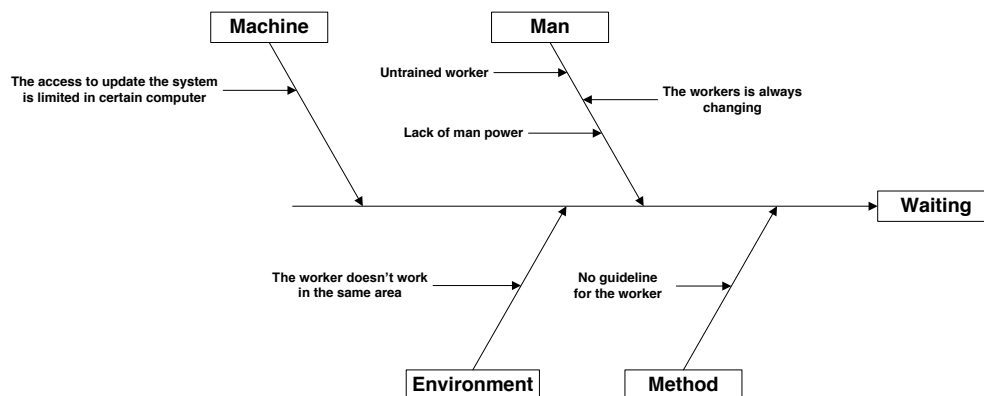 Machine
Man
The access to update the system
is limited in certain computer
Untrained worker
The workers is always
changing
Lack of man power
Waiting
The worker doesn't work
in the same area
No guideline
for the worker
Environment
Method